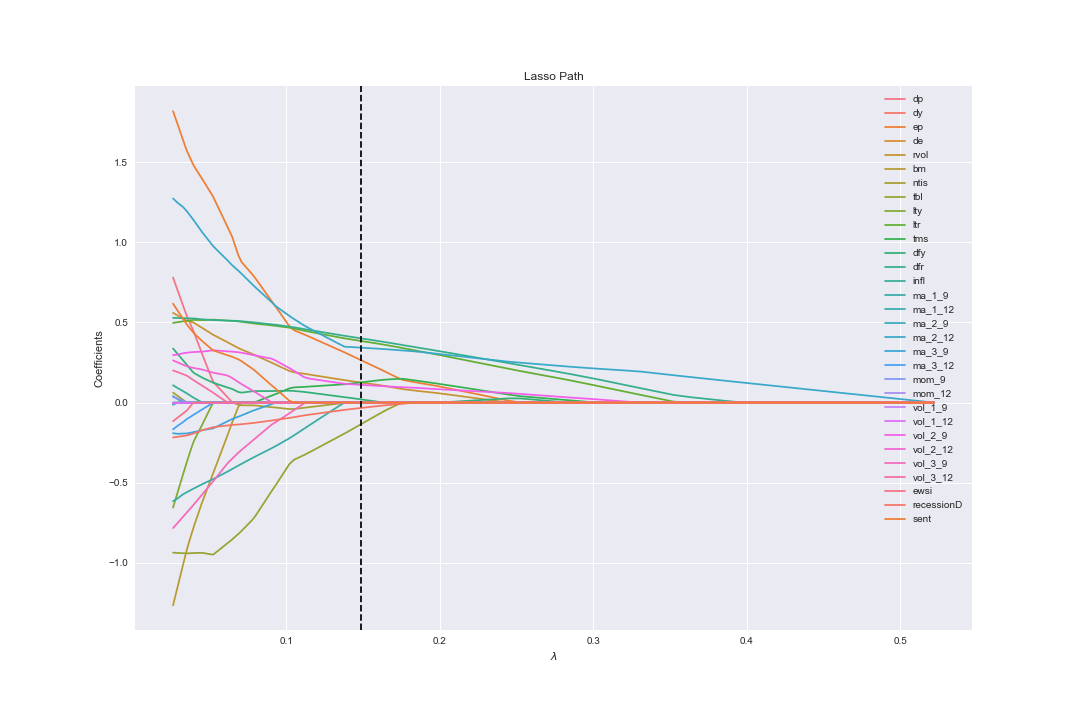 Lasso Path
Coefficients
1.5
1.0
0.5
0.0
−0.5
−1.0
0.1
0.2
0.3
0.4
0.5
λ
dp
dy
ep
de
rvol
bm
ntis
tbl
lty
ltr
tms
dfy
dfr
infl
ma_1_9
ma_1_12
ma_2_9
ma_2_12
ma_3_9
ma_3_12
mom_9
mom_12
vol_1_9
vol_1_12
vol_2_9
vol_2_12
vol_3_9
vol_3_12
ewsi
recessionD
sent